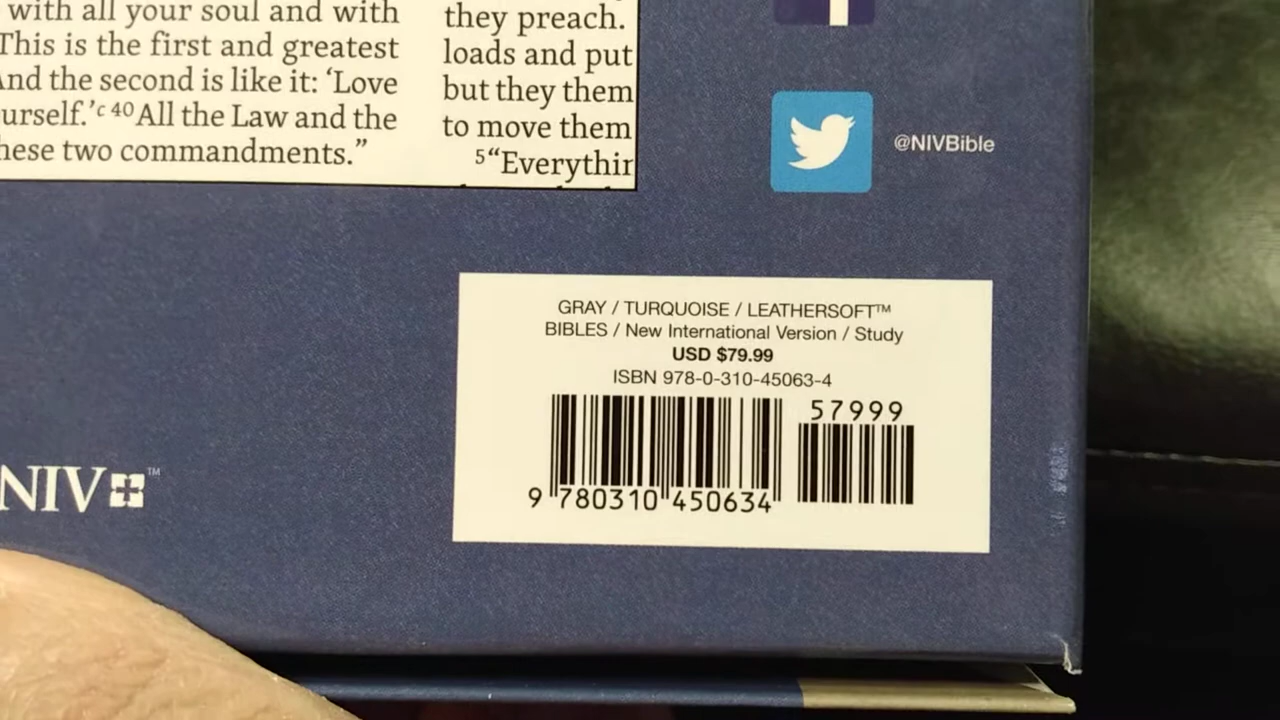 with all your soul and with
This is the first and greatest
And the second is like it: ‘Love
urself.’c 40 All the Law and the
hese two commandments.”
they preach.
loads and put
but they them
to move them
5“Everythin
@NIVBible
GRAY / TURQUOISE / LEATHERSOFT™
BIBLES / New International Version / Study
USD $79.99
ISBN 978-0-310-45063-4
57999
9 780310 450634
NIV™